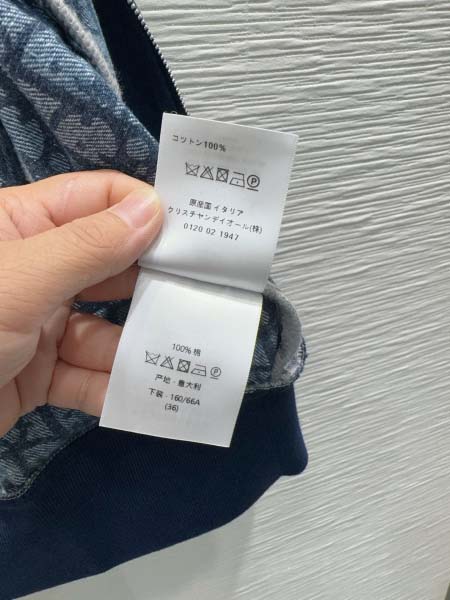 コットン100%
P
原産国イタリア
クリスチャンディオール(株)
0120 02 1947
100% 棉
P
产地：意大利
下装：160/66A
(36)